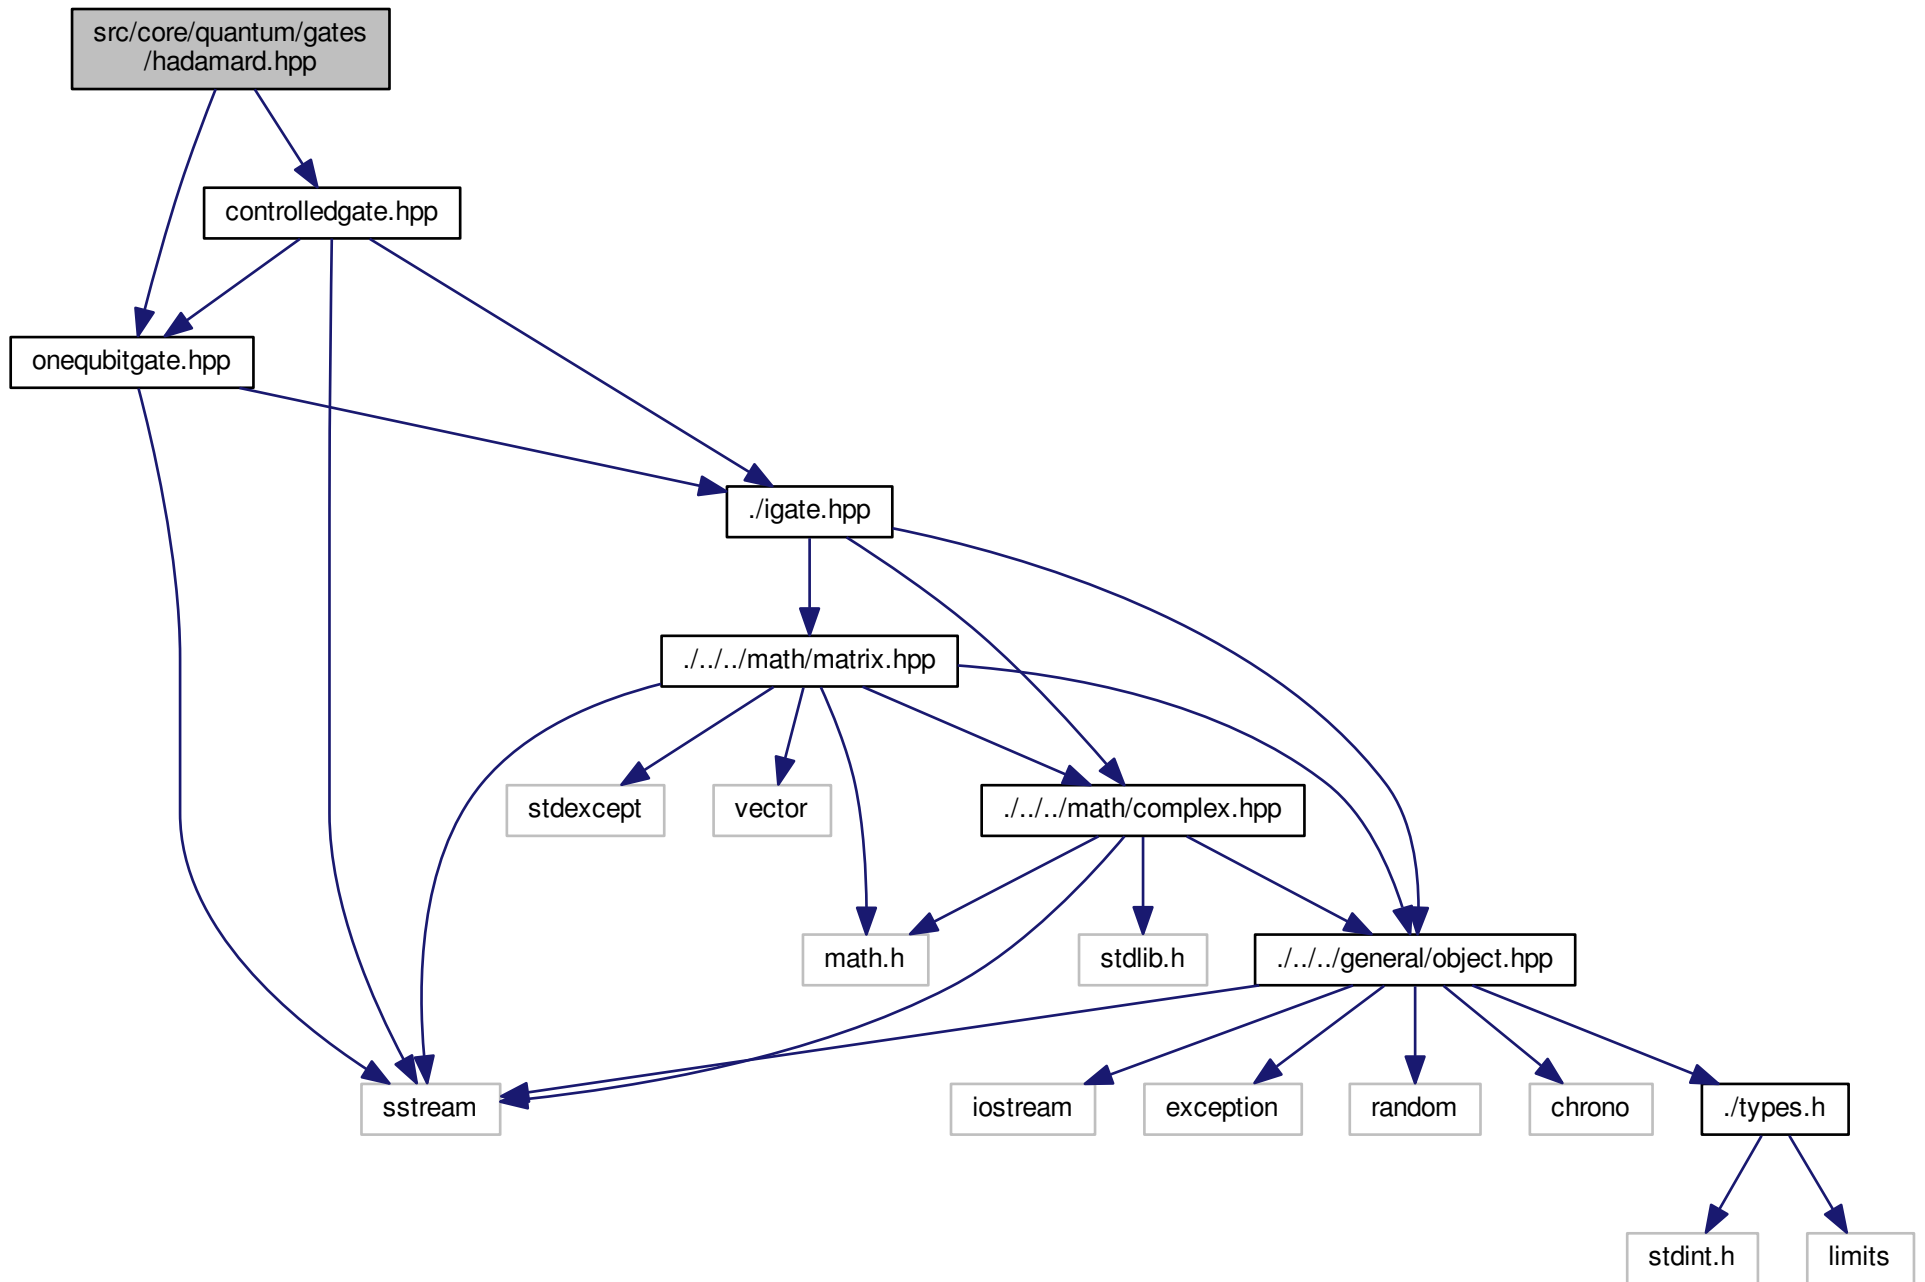 src/core/quantum/gates
/hadamard.hpp
controlledgate.hpp
onequbitgate.hpp
./igate.hpp
./../../math/matrix.hpp
stdexcept
vector
./../../math/complex.hpp
math.h
stdlib.h
./../../general/object.hpp
sstream
iostream
exception
random
chrono
./types.h
stdint.h
limits